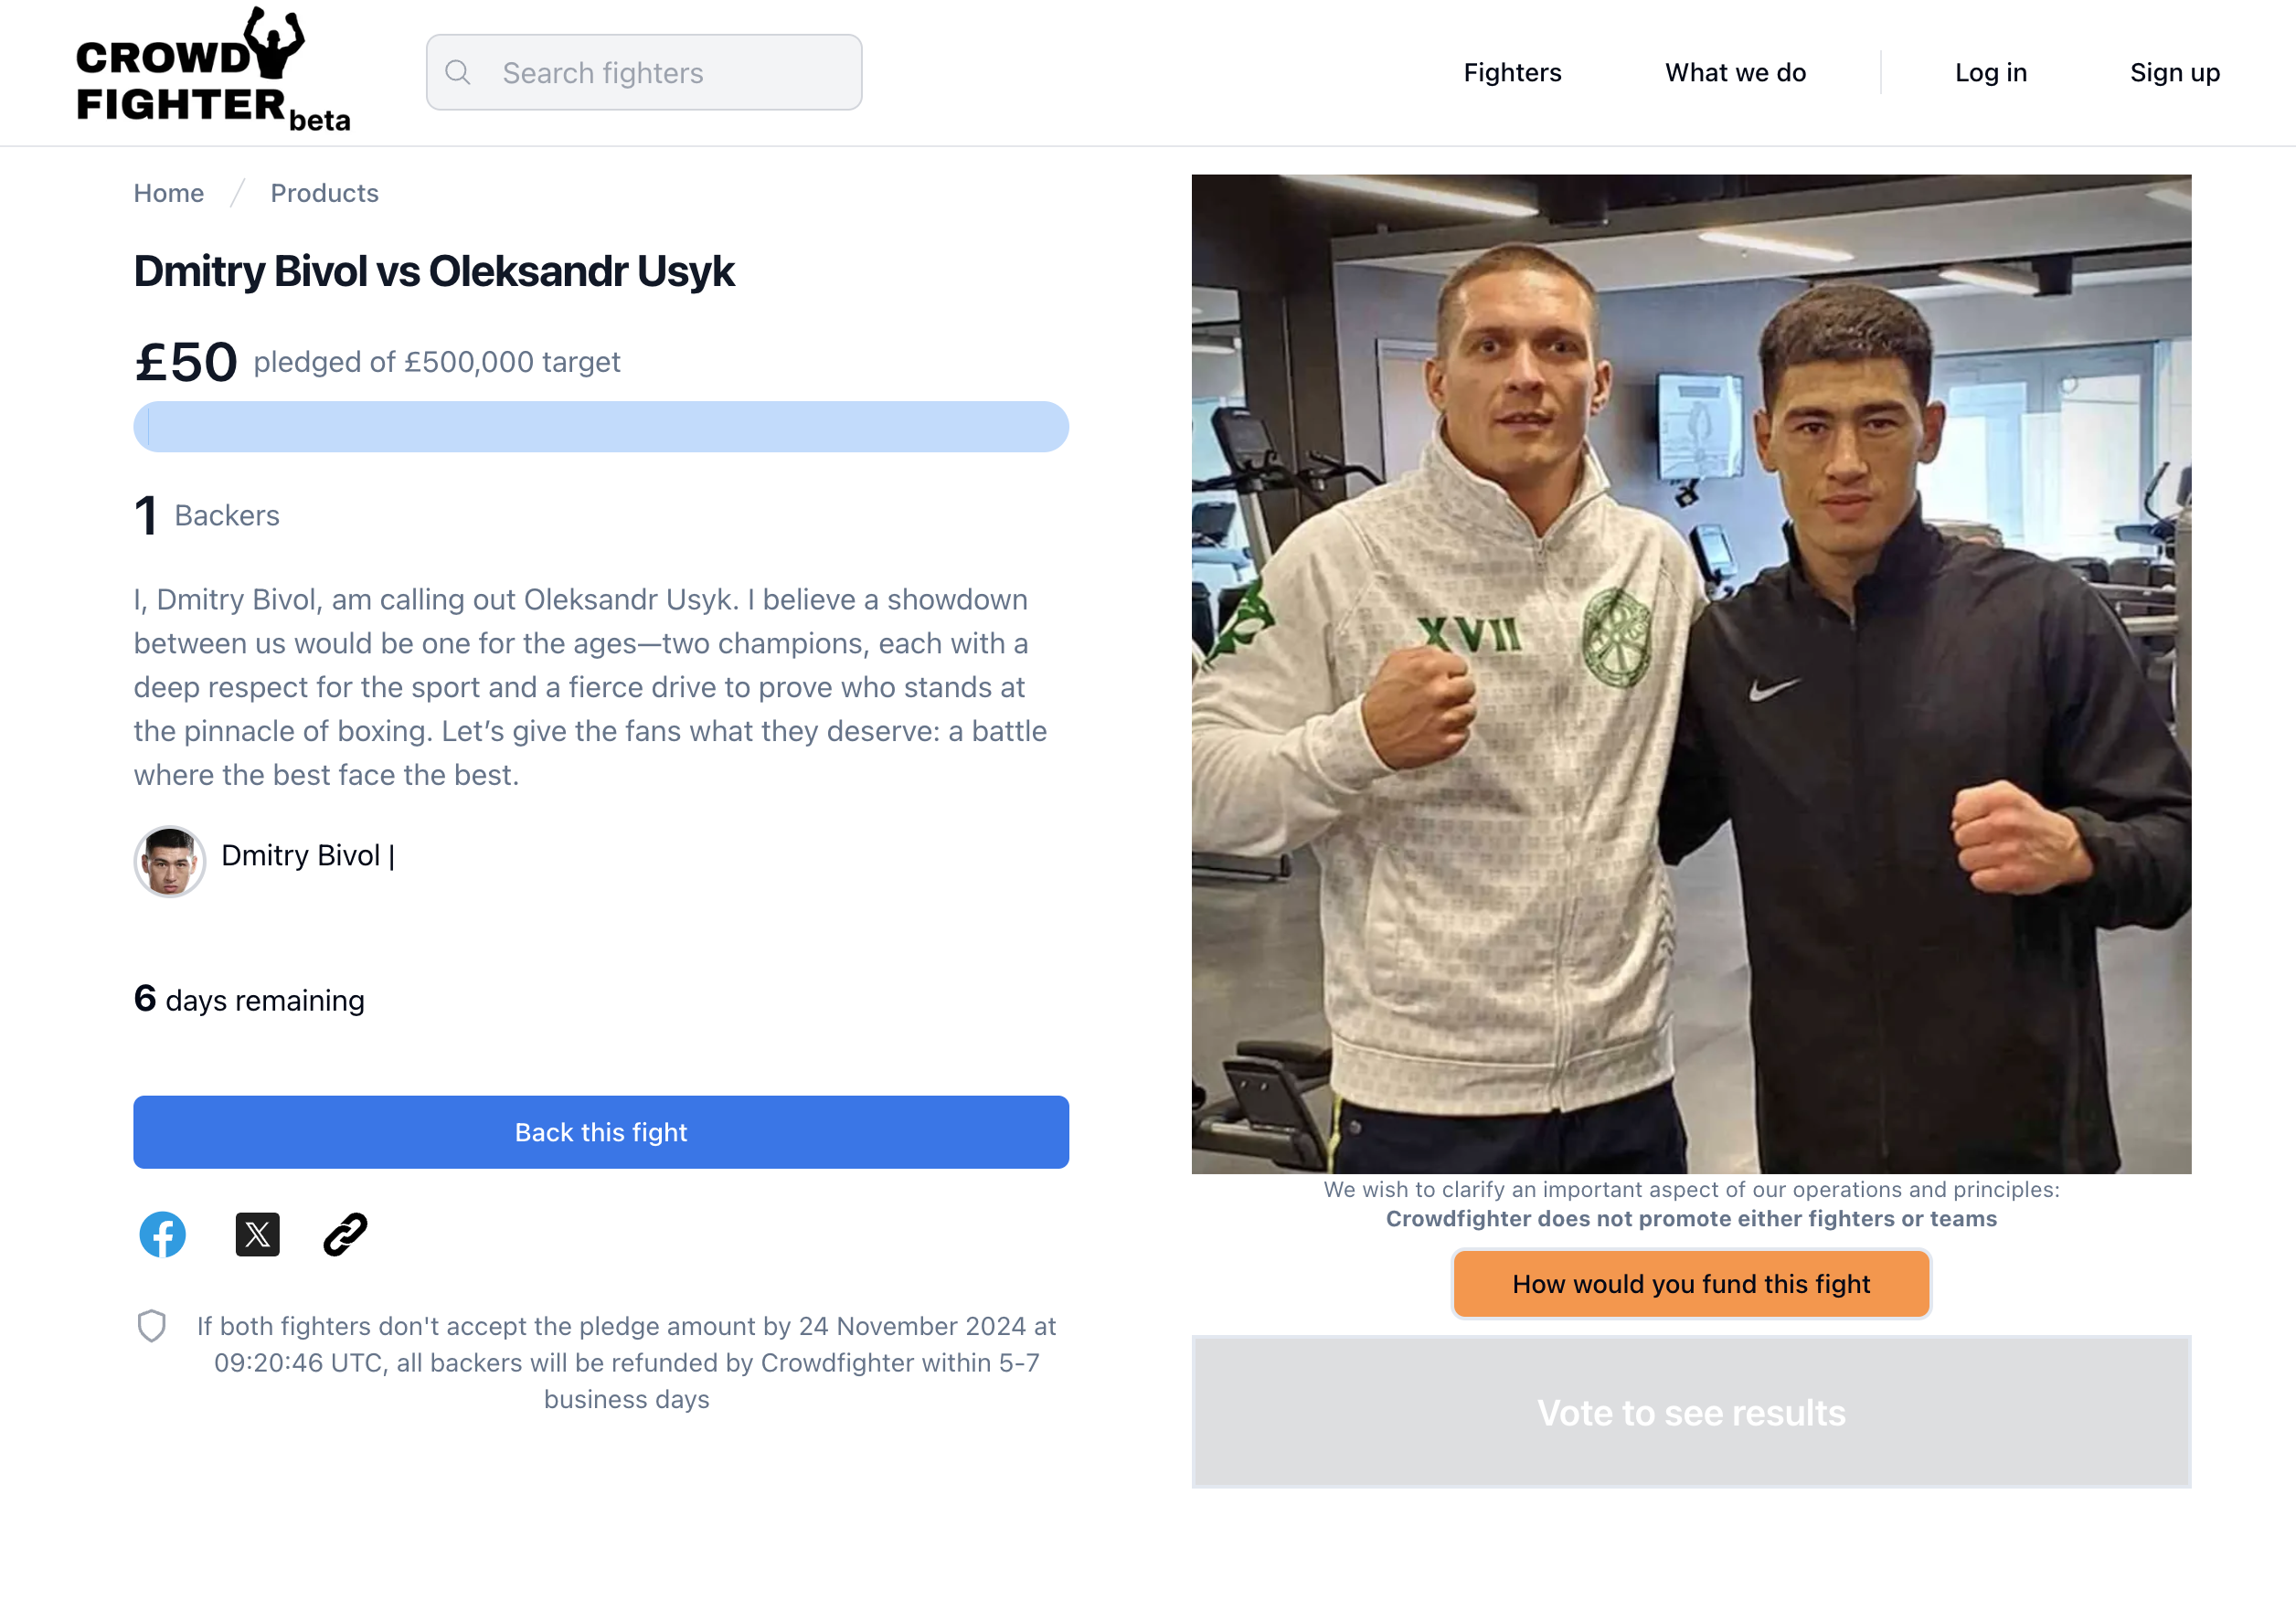 CROWD
FIGHTER beta
Search fighters
Fighters
What we do
Log in
Sign up
Home / Products
Dmitry Bivol vs Oleksandr Usyk
£50 pledged of £500,000 target
1 Backers
I, Dmitry Bivol, am calling out Oleksandr Usyk. I believe a showdown
between us would be one for the ages—two champions, each with a
deep respect for the sport and a fierce drive to prove who stands at
the pinnacle of boxing. Let’s give the fans what they deserve: a battle
where the best face the best.
Dmitry Bivol |
6 days remaining
Back this fight
If both fighters don't accept the pledge amount by 24 November 2024 at
09:20:46 UTC, all backers will be refunded by Crowdfighter within 5-7
business days
XVII
We wish to clarify an important aspect of our operations and principles:
Crowdfighter does not promote either fighters or teams
How would you fund this fight
Vote to see results